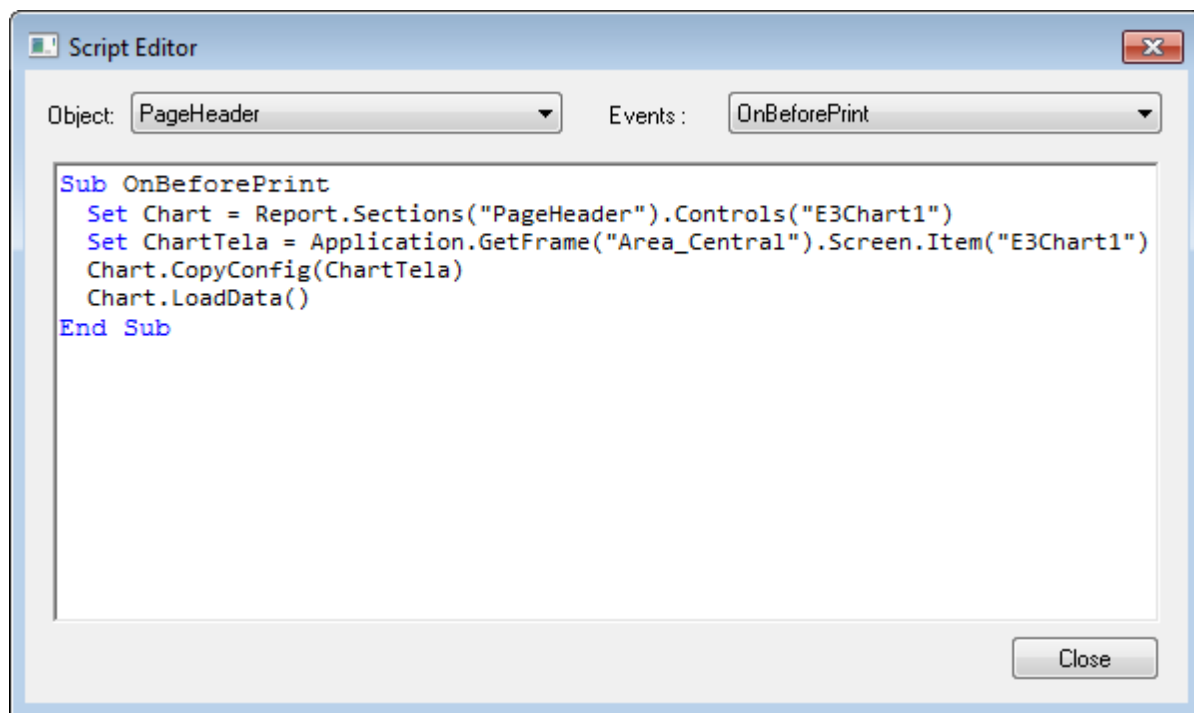 Script Editor
Object: PageHeader Events : OnBeforePrint
Sub OnBeforePrint
  Set Chart = Report.Sections("PageHeader").Controls("E3Chart1")
  Set ChartTela = Application.GetFrame("Area_Central").Screen.Item("E3Chart1")
  Chart.CopyConfig(ChartTela)
  Chart.LoadData()
End Sub
Close